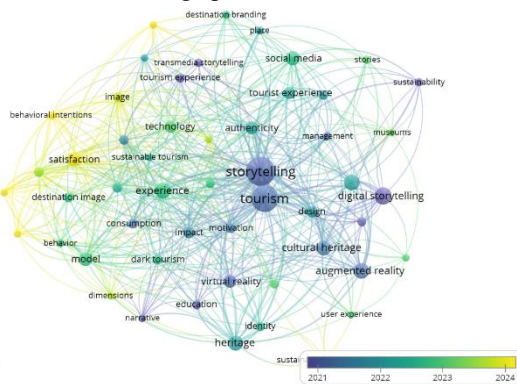 destination branding
place
transmedia storytelling
social media
stories
tourism experience
sustainability
image
tourist experience
behavioral intentions
technology
authenticity
management
museums
satisfaction
sustainable tourism
storytelling
experience
destination image
tourism
digital storytelling
consumption
design
impact
motivation
behavior
cultural heritage
model
dark tourism
augmented reality
virtual reality
dimensions
education
narrative
user experience
identity
heritage
sustai
2021 2022 2023 2024